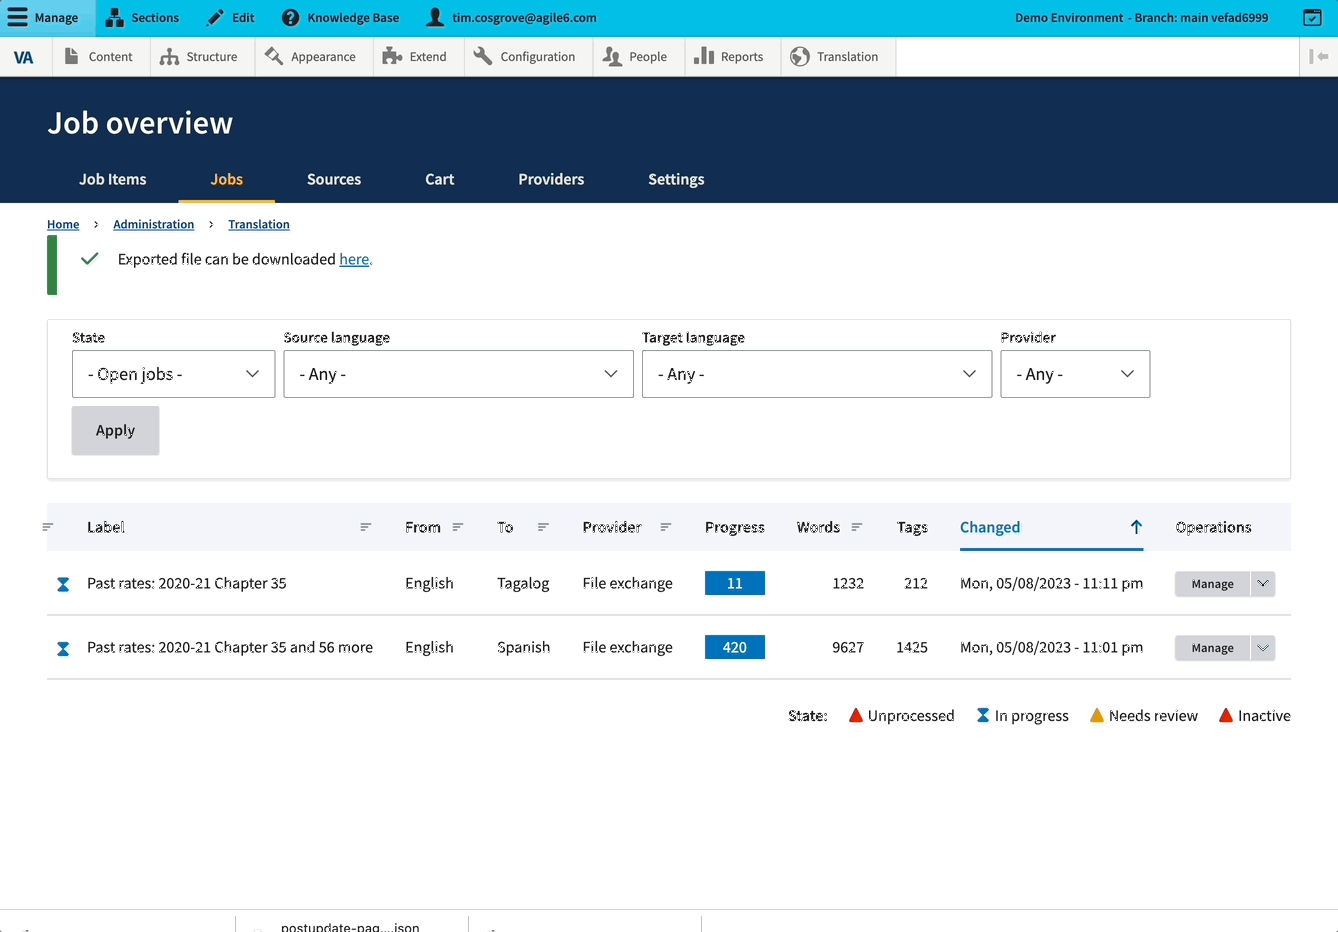 Manage Sections Edit Knowledge Base tim.cosgrove@agile6.com Demo Environment - Branch: main vefad6999
VA Content Structure Appearance Extend Configuration People Reports Translation
Job overview
Job Items Jobs Sources Cart Providers Settings
Home > Administration > Translation
Exported file can be downloaded here.
State Source language Target language Provider
- Open jobs - - Any - - Any - - Any -
Apply
Label From To Provider Progress Words Tags Changed Operations
Past rates: 2020-21 Chapter 35 English Tagalog File exchange 11 1232 212 Mon, 05/08/2023 - 11:11 pm Manage
Past rates: 2020-21 Chapter 35 and 56 more English Spanish File exchange 420 9627 1425 Mon, 05/08/2023 - 11:01 pm Manage
State: Unprocessed In progress Needs review Inactive
postupdate-pag....json